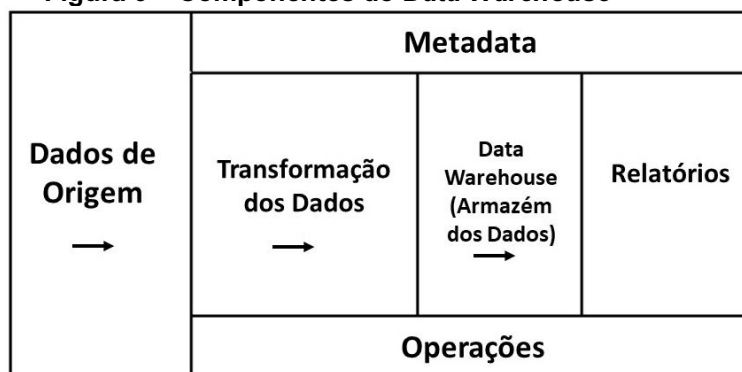 Metadata
Dados de
Origem
Transformação
dos Dados
Data
Warehouse
(Armazém
dos Dados)
Relatórios
Operações